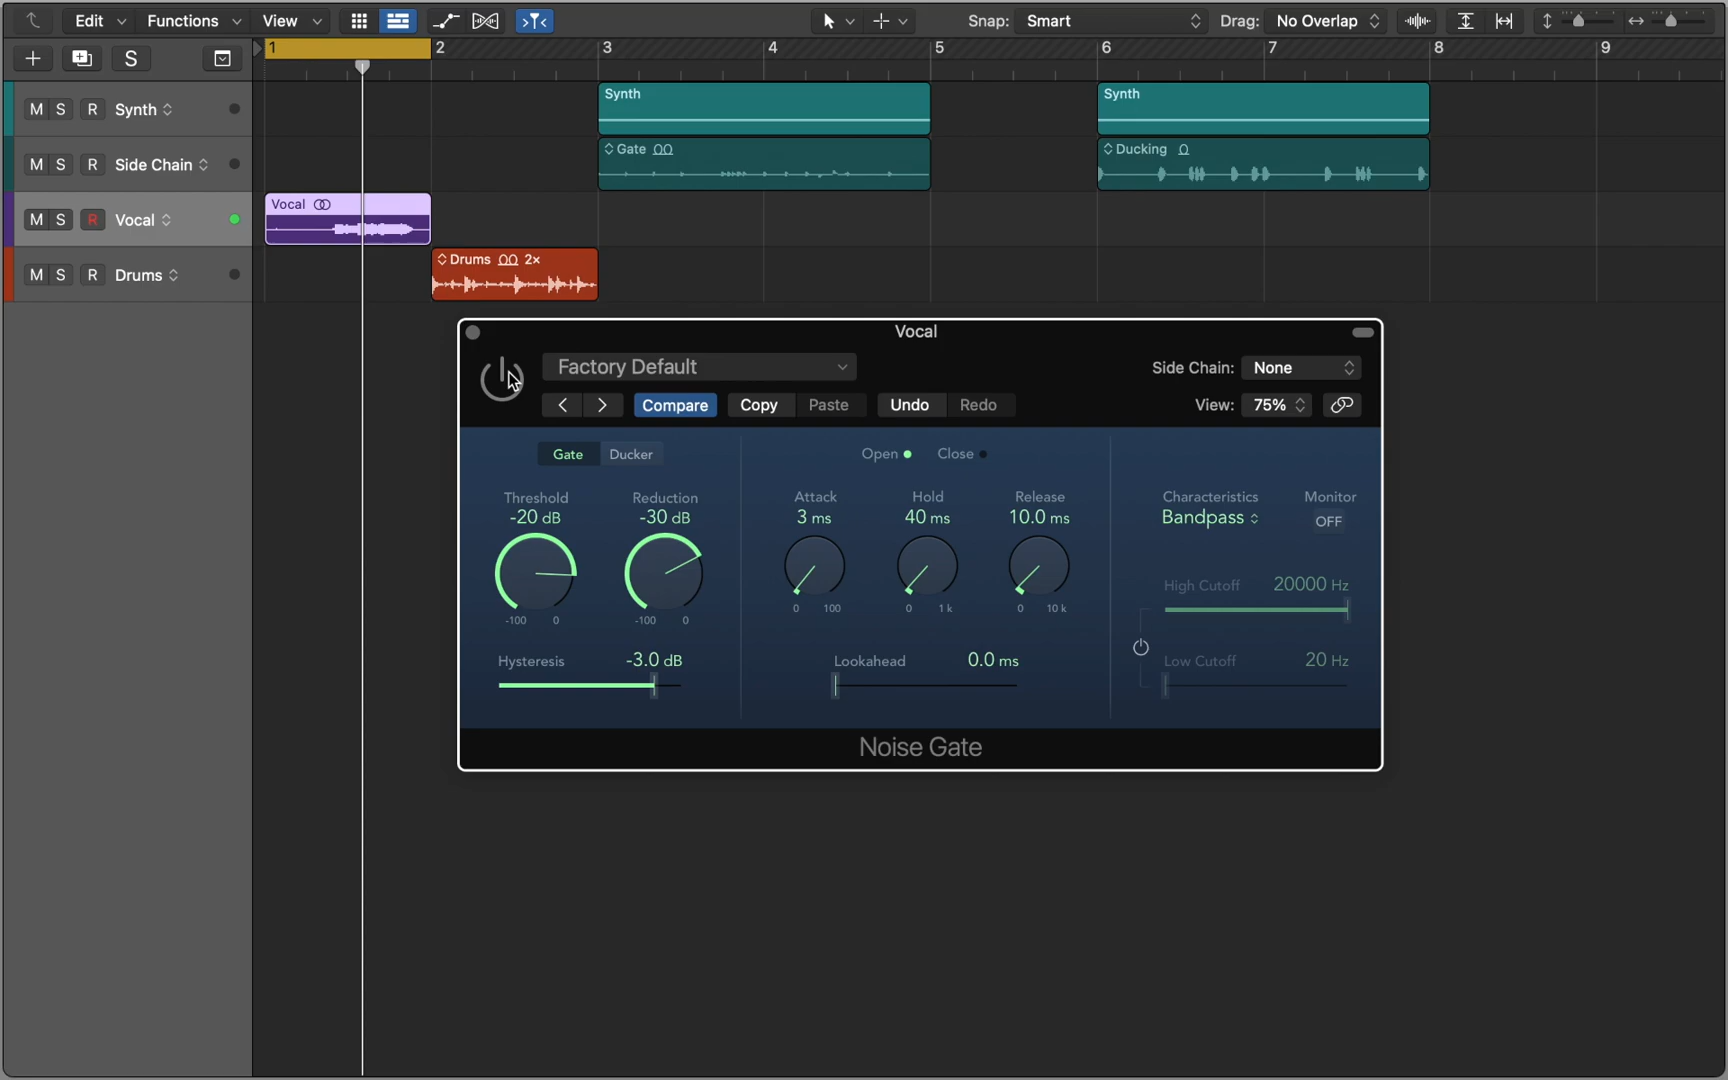 Edit Functions View Snap: Smart Drag: No Overlap
S 1 2 3 4 5 6 7 8 9
M S R Synth Synth Synth
M S R Side Chain Gate Ducking
M S R Vocal Vocal
M S R Drums Drums 2x
Vocal
Factory Default Side Chain: None
Compare Copy Paste Undo Redo View: 75%
Gate Ducker Open Close
Threshold Reduction Attack Hold Release Characteristics Monitor
-20 dB -30 dB 3 ms 40 ms 10.0 ms Bandpass OFF
High Cutoff 20000 Hz
-100 0 -100 0 0 100 0 1k 0 10k
Hysteresis -3.0 dB Lookahead 0.0 ms Low Cutoff 20 Hz
Noise Gate